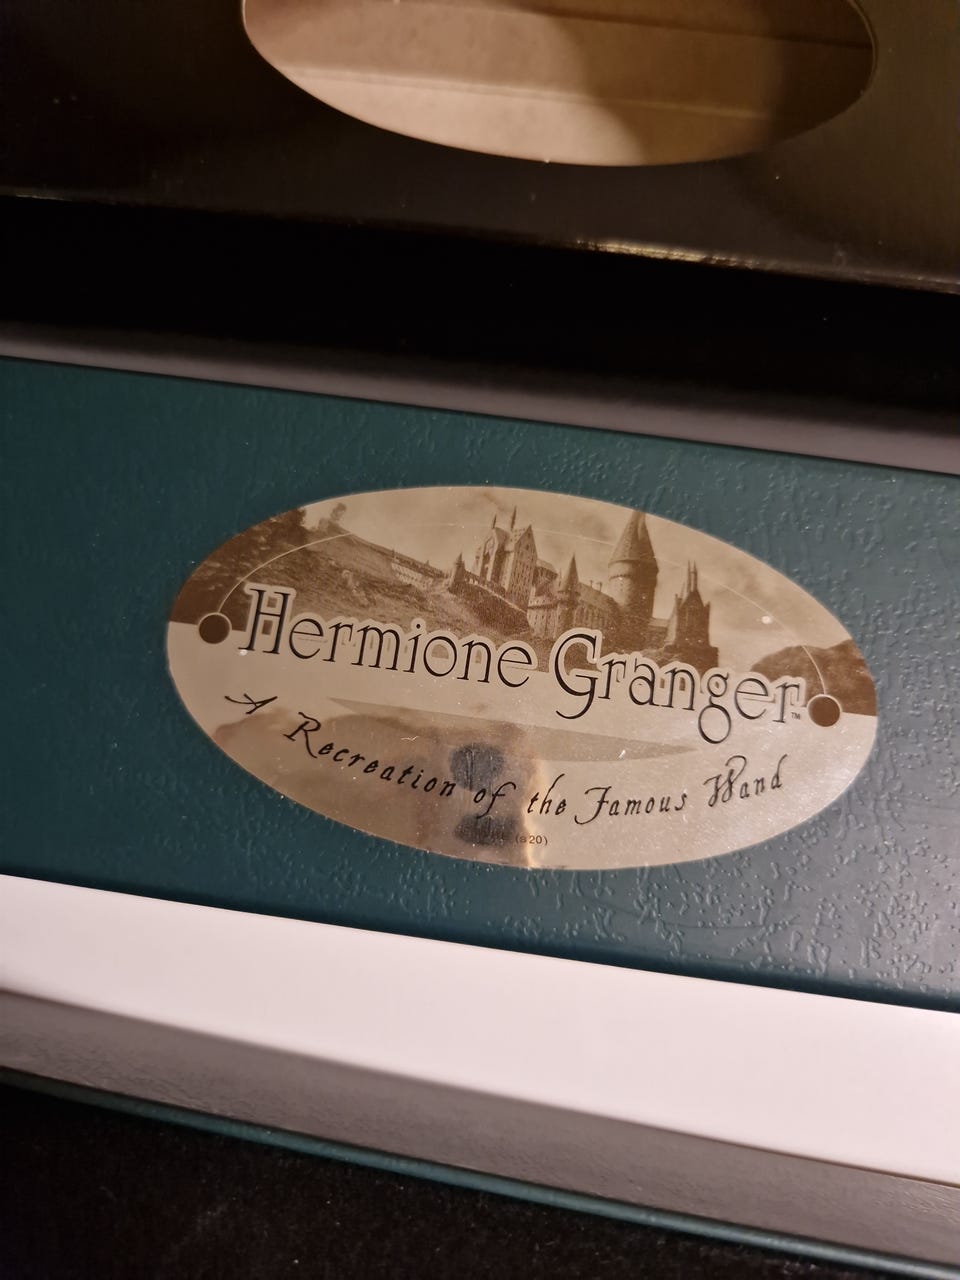 Hermione Granger™
A Recreation of the Famous Wand